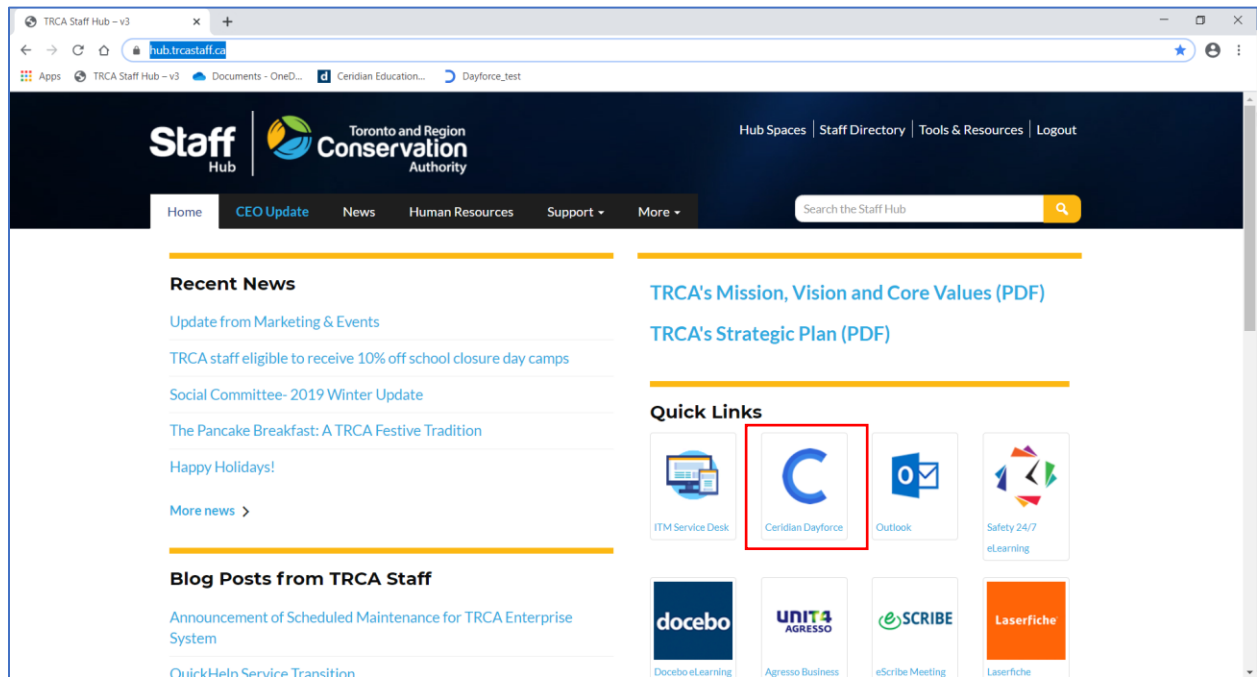 TRCA Staff Hub – v3
hub.trcastaff.ca
Apps TRCA Staff Hub – v3 Documents - OneD... d Ceridian Education... Dayforce_test
Staff
Hub
Toronto and Region
Conservation
Authority
Hub Spaces Staff Directory Tools & Resources Logout
Home CEO Update News Human Resources Support More
Search the Staff Hub
Recent News
Update from Marketing & Events
TRCA staff eligible to receive 10% off school closure day camps
Social Committee- 2019 Winter Update
The Pancake Breakfast: A TRCA Festive Tradition
Happy Holidays!
More news
Blog Posts from TRCA Staff
Announcement of Scheduled Maintenance for TRCA Enterprise
System
QuickHelp Service Transition
TRCA's Mission, Vision and Core Values (PDF)
TRCA's Strategic Plan (PDF)
Quick Links
ITM Service Desk
Ceridian Dayforce
Outlook
Safety 24/7
eLearning
docebo
UNIT4
AGRESSO
eSCRIBE
Laserfiche
Docebo eLearning
Agresso Business
eScribe Meeting
Laserfiche